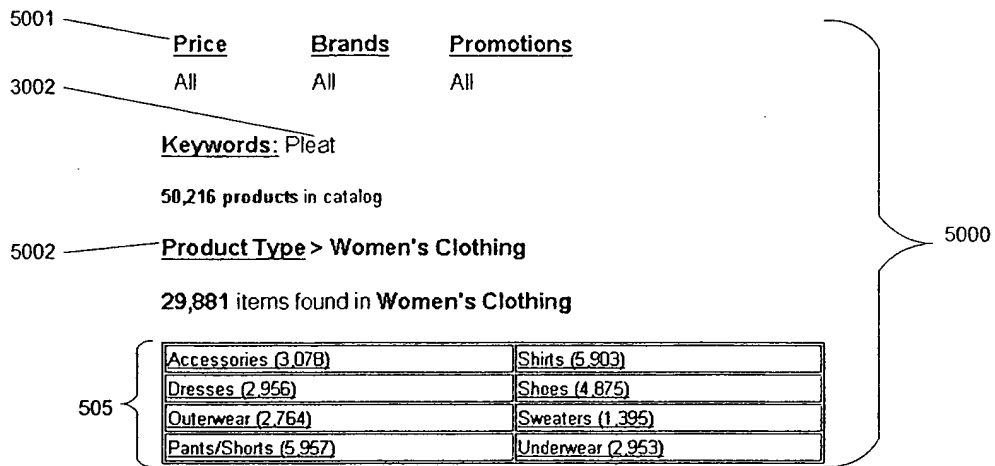 5001
Price Brands Promotions
All All All
3002
Keywords: Pleat
50,216 products in catalog
5002 Product Type > Women's Clothing 5000
29,881 items found in Women's Clothing
505
Accessories (3,078) Shirts (5,903)
Dresses (2,956) Shoes (4,875)
Outerwear (2,764) Sweaters (1,395)
Pants/Shorts (5,957) Underwear (2,953)